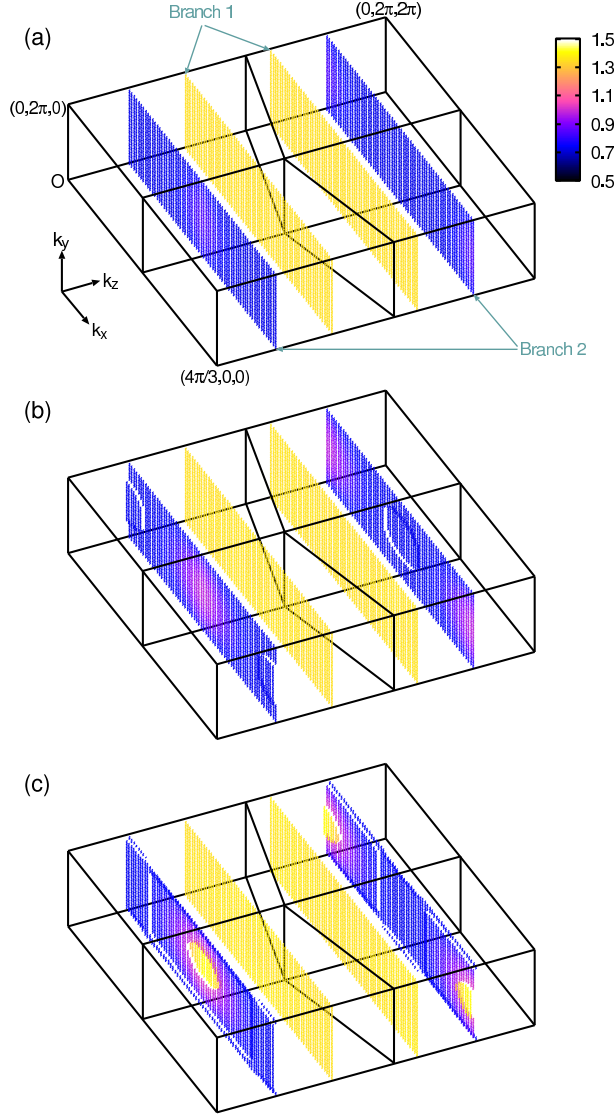 Branch 1
(0,2π,2π)
(a)
(0,2π,0)
O
1.5
1.3
1.1
0.9
0.7
0.5
ky
kz
kx
Branch 2
(4π/3,0,0)
(b)
(c)